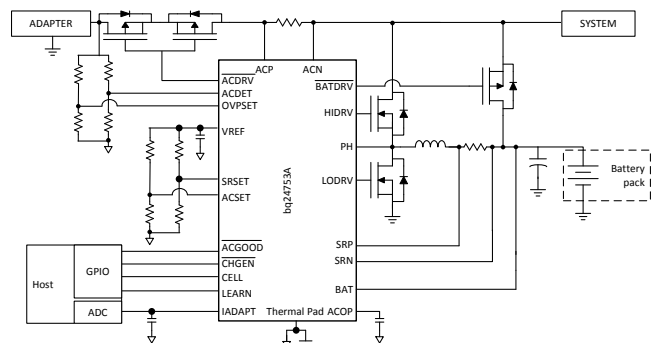 ADAPTER
SYSTEM
ACP
ACN
ACDRV
ACDET
OVPSET
VREF
SRSET
ACSET
ACGOOD
CHGEN
CELL
LEARN
IADAPT
bq24753A
BATDRV
HIDRV
PH
LODRV
SRP
SRN
BAT
Thermal Pad
ACOP
Battery
pack
Host
GPIO
ADC